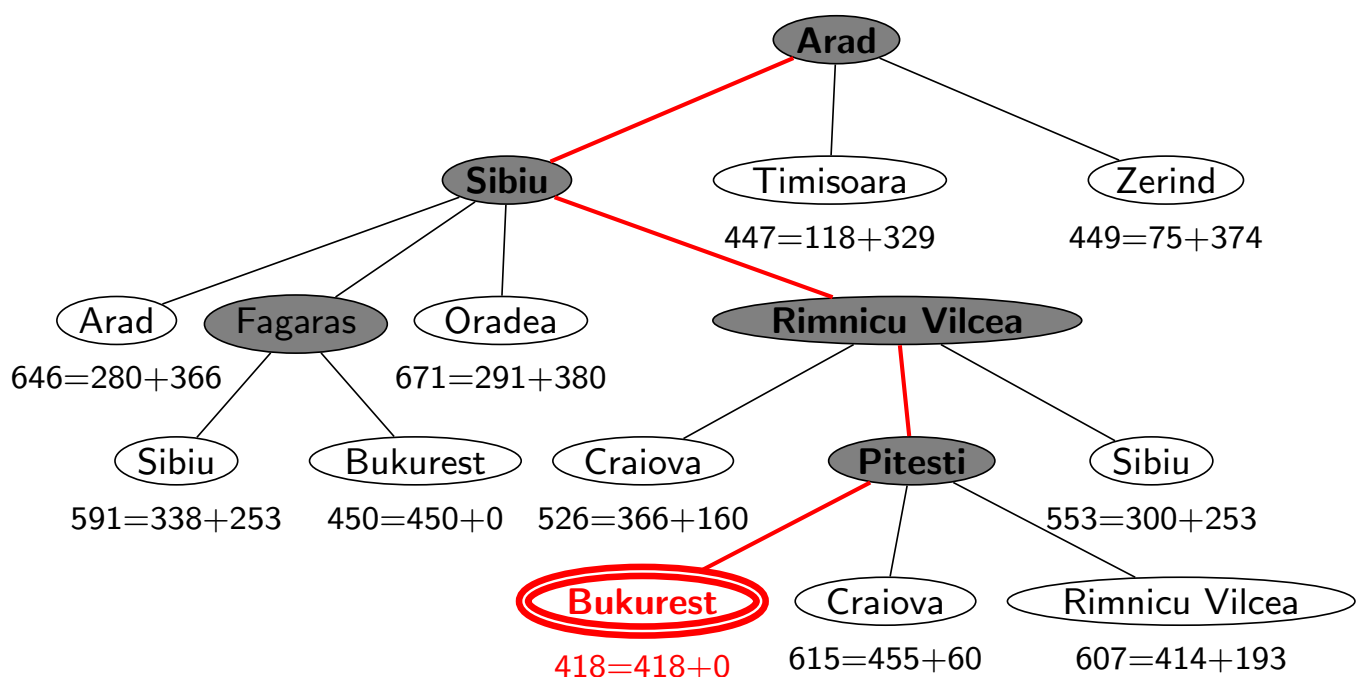 Arad
Sibiu
Timisoara
Zerind
447=118+329
449=75+374
Arad
Fagaras
Oradea
Rimnicu Vilcea
646=280+366
671=291+380
Sibiu
Bukurest
Craiova
Pitesti
Sibiu
591=338+253
450=450+0
526=366+160
553=300+253
Bukurest
Craiova
Rimnicu Vilcea
418=418+0
615=455+60
607=414+193